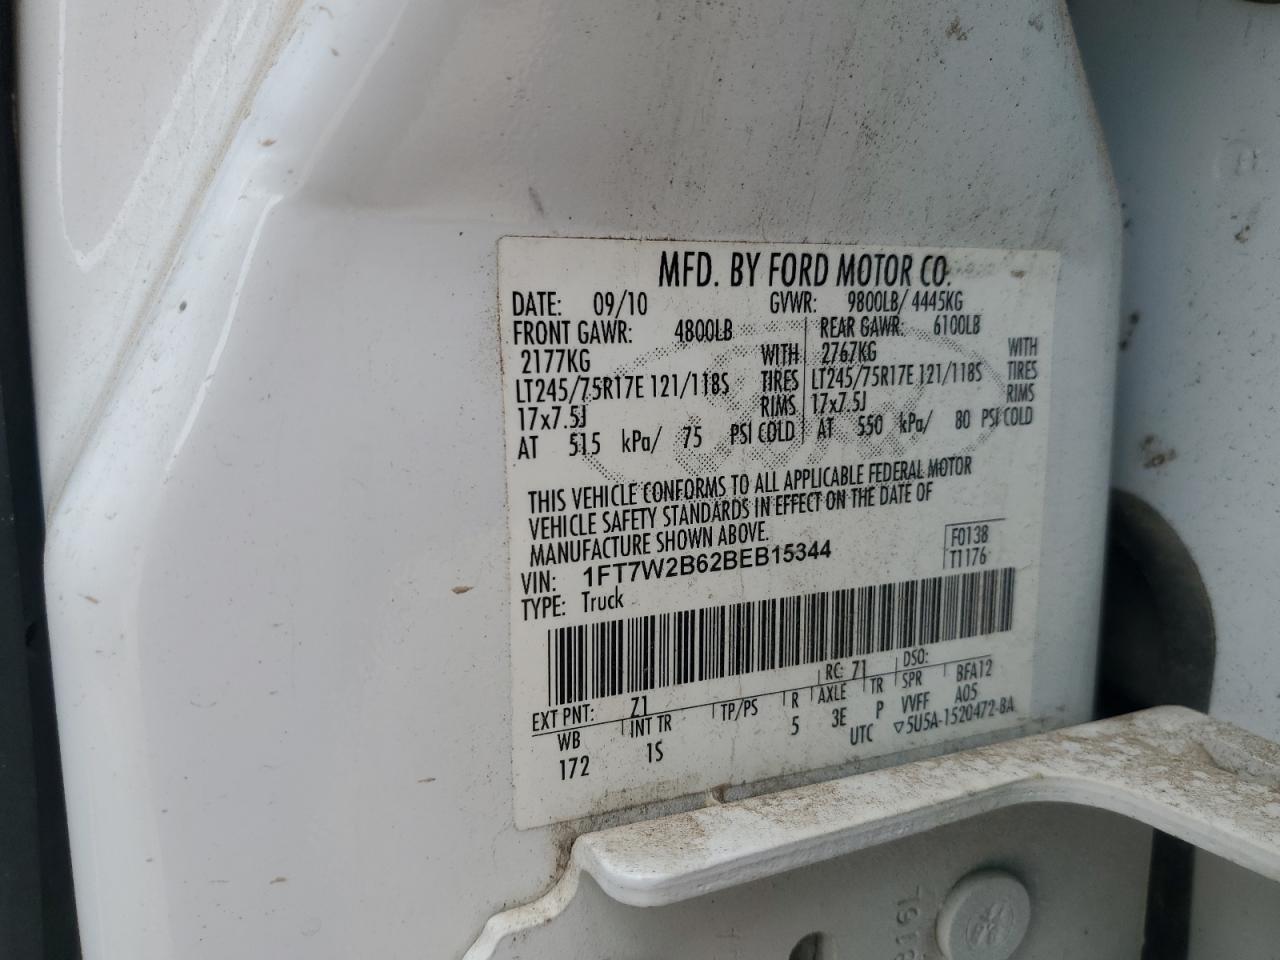 MFD. BY FORD MOTOR CO.
DATE: 09/10 GVWR: 9800LB/ 4445KG
FRONT GAWR: 4800LB REAR GAWR: 6100LB
2177KG WITH 2767KG WITH
LT245/75R17E 121/118S TIRES LT245/75R17E 121/118S TIRES
17x7.5J RIMS 17x7.5J RIMS
AT 515 kPa/ 75 PSI COLD AT 550 kPa/ 80 PSI COLD
THIS VEHICLE CONFORMS TO ALL APPLICABLE FEDERAL MOTOR
VEHICLE SAFETY STANDARDS IN EFFECT ON THE DATE OF
MANUFACTURE SHOWN ABOVE.
F0138
VIN: 1FT7W2B62BEB15344
T1176
TYPE: Truck
EXT PNT: Z1 RC: 71 DSO:
WB INT TR TP/PS R AXLE TR SPR BFA12
172 1S 5 3E P VVFF A05
UTC ▽5U5A-1520472-BA